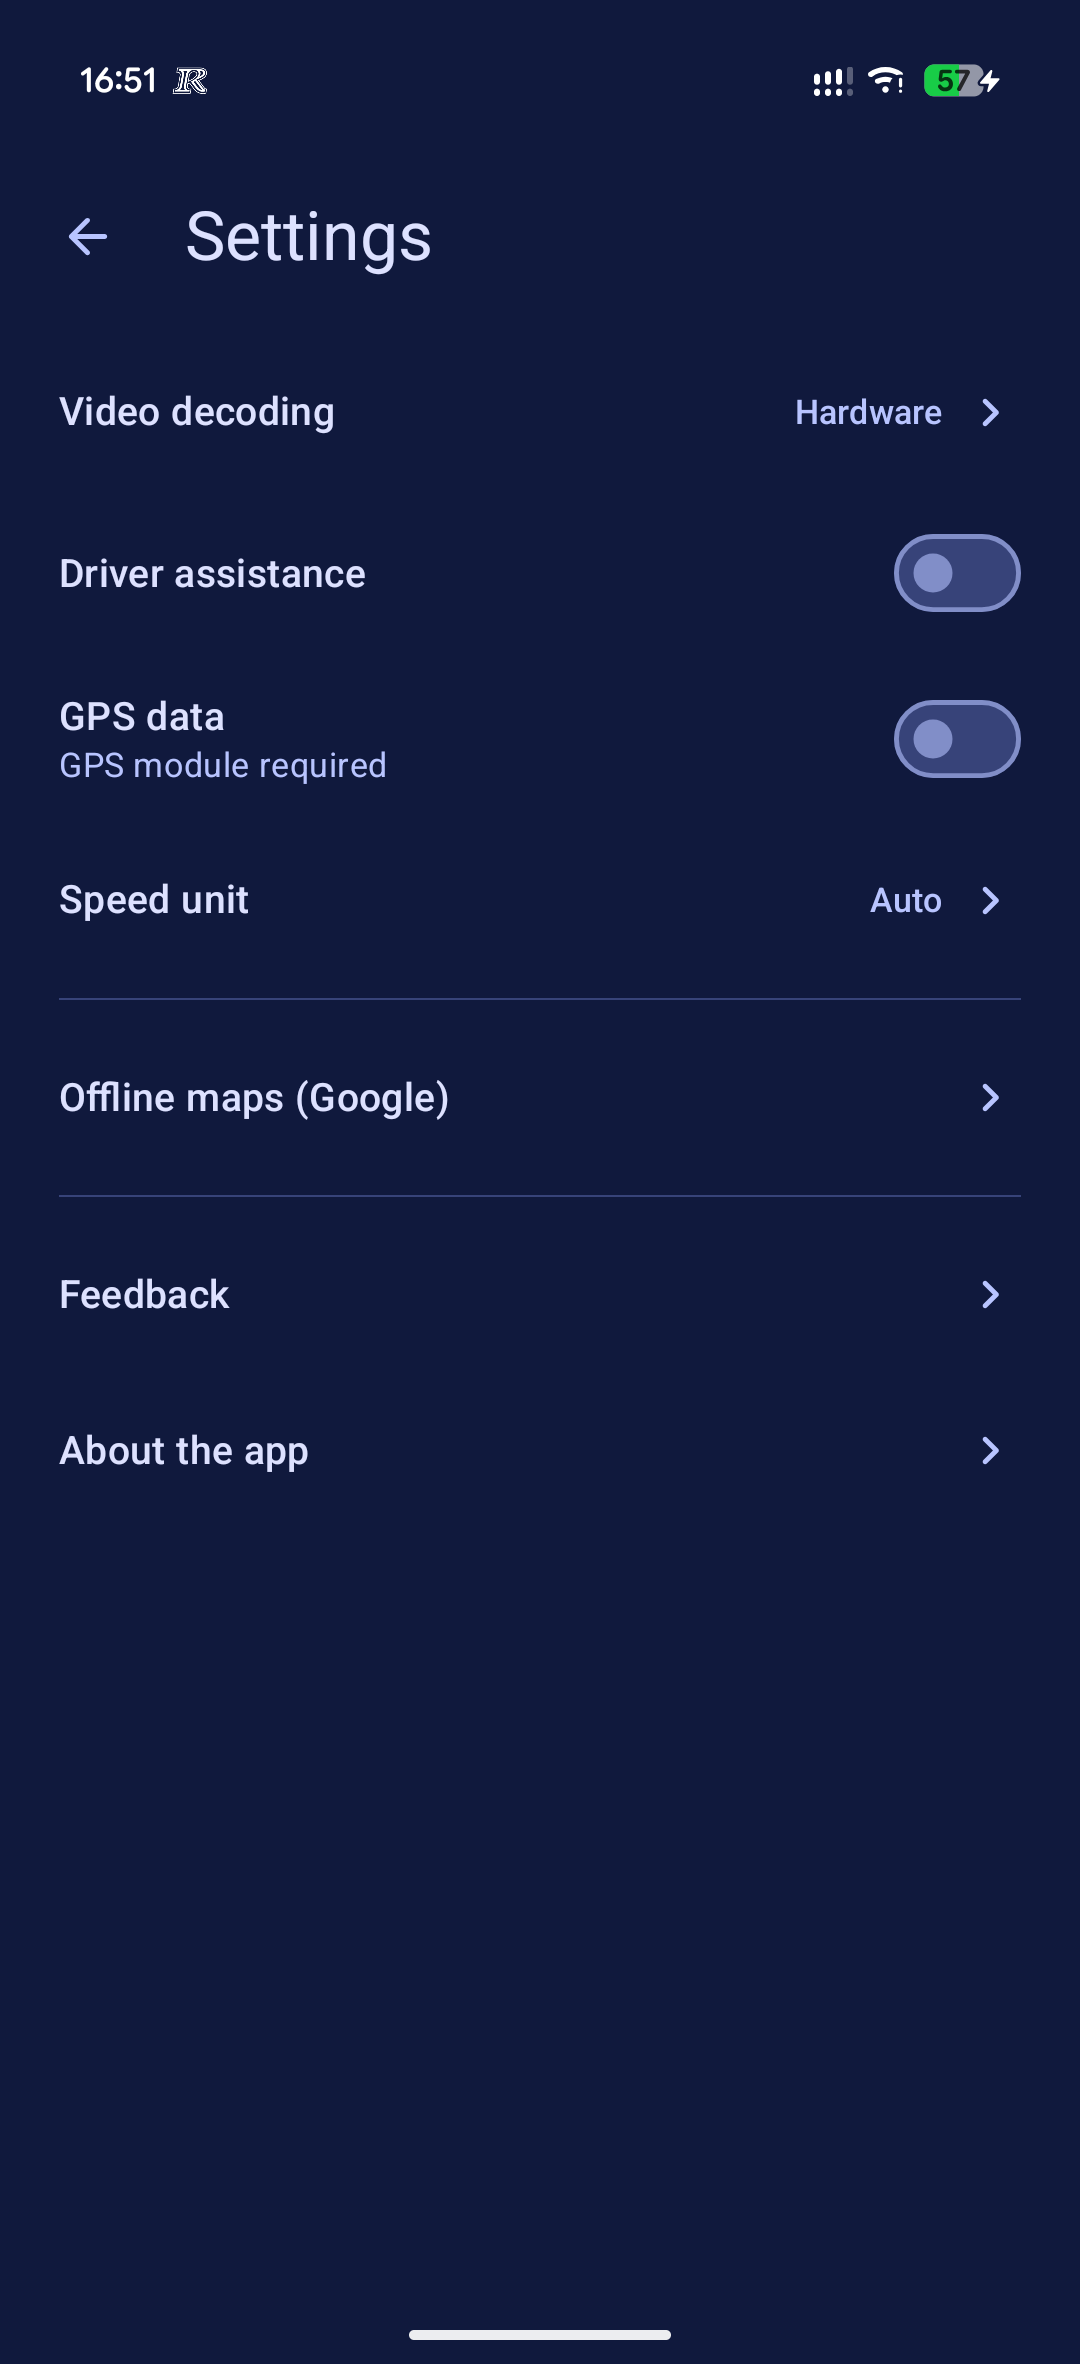 16:51 R
57
Settings
Video decoding Hardware
Driver assistance
GPS data
GPS module required
Speed unit Auto
Offline maps (Google)
Feedback
About the app